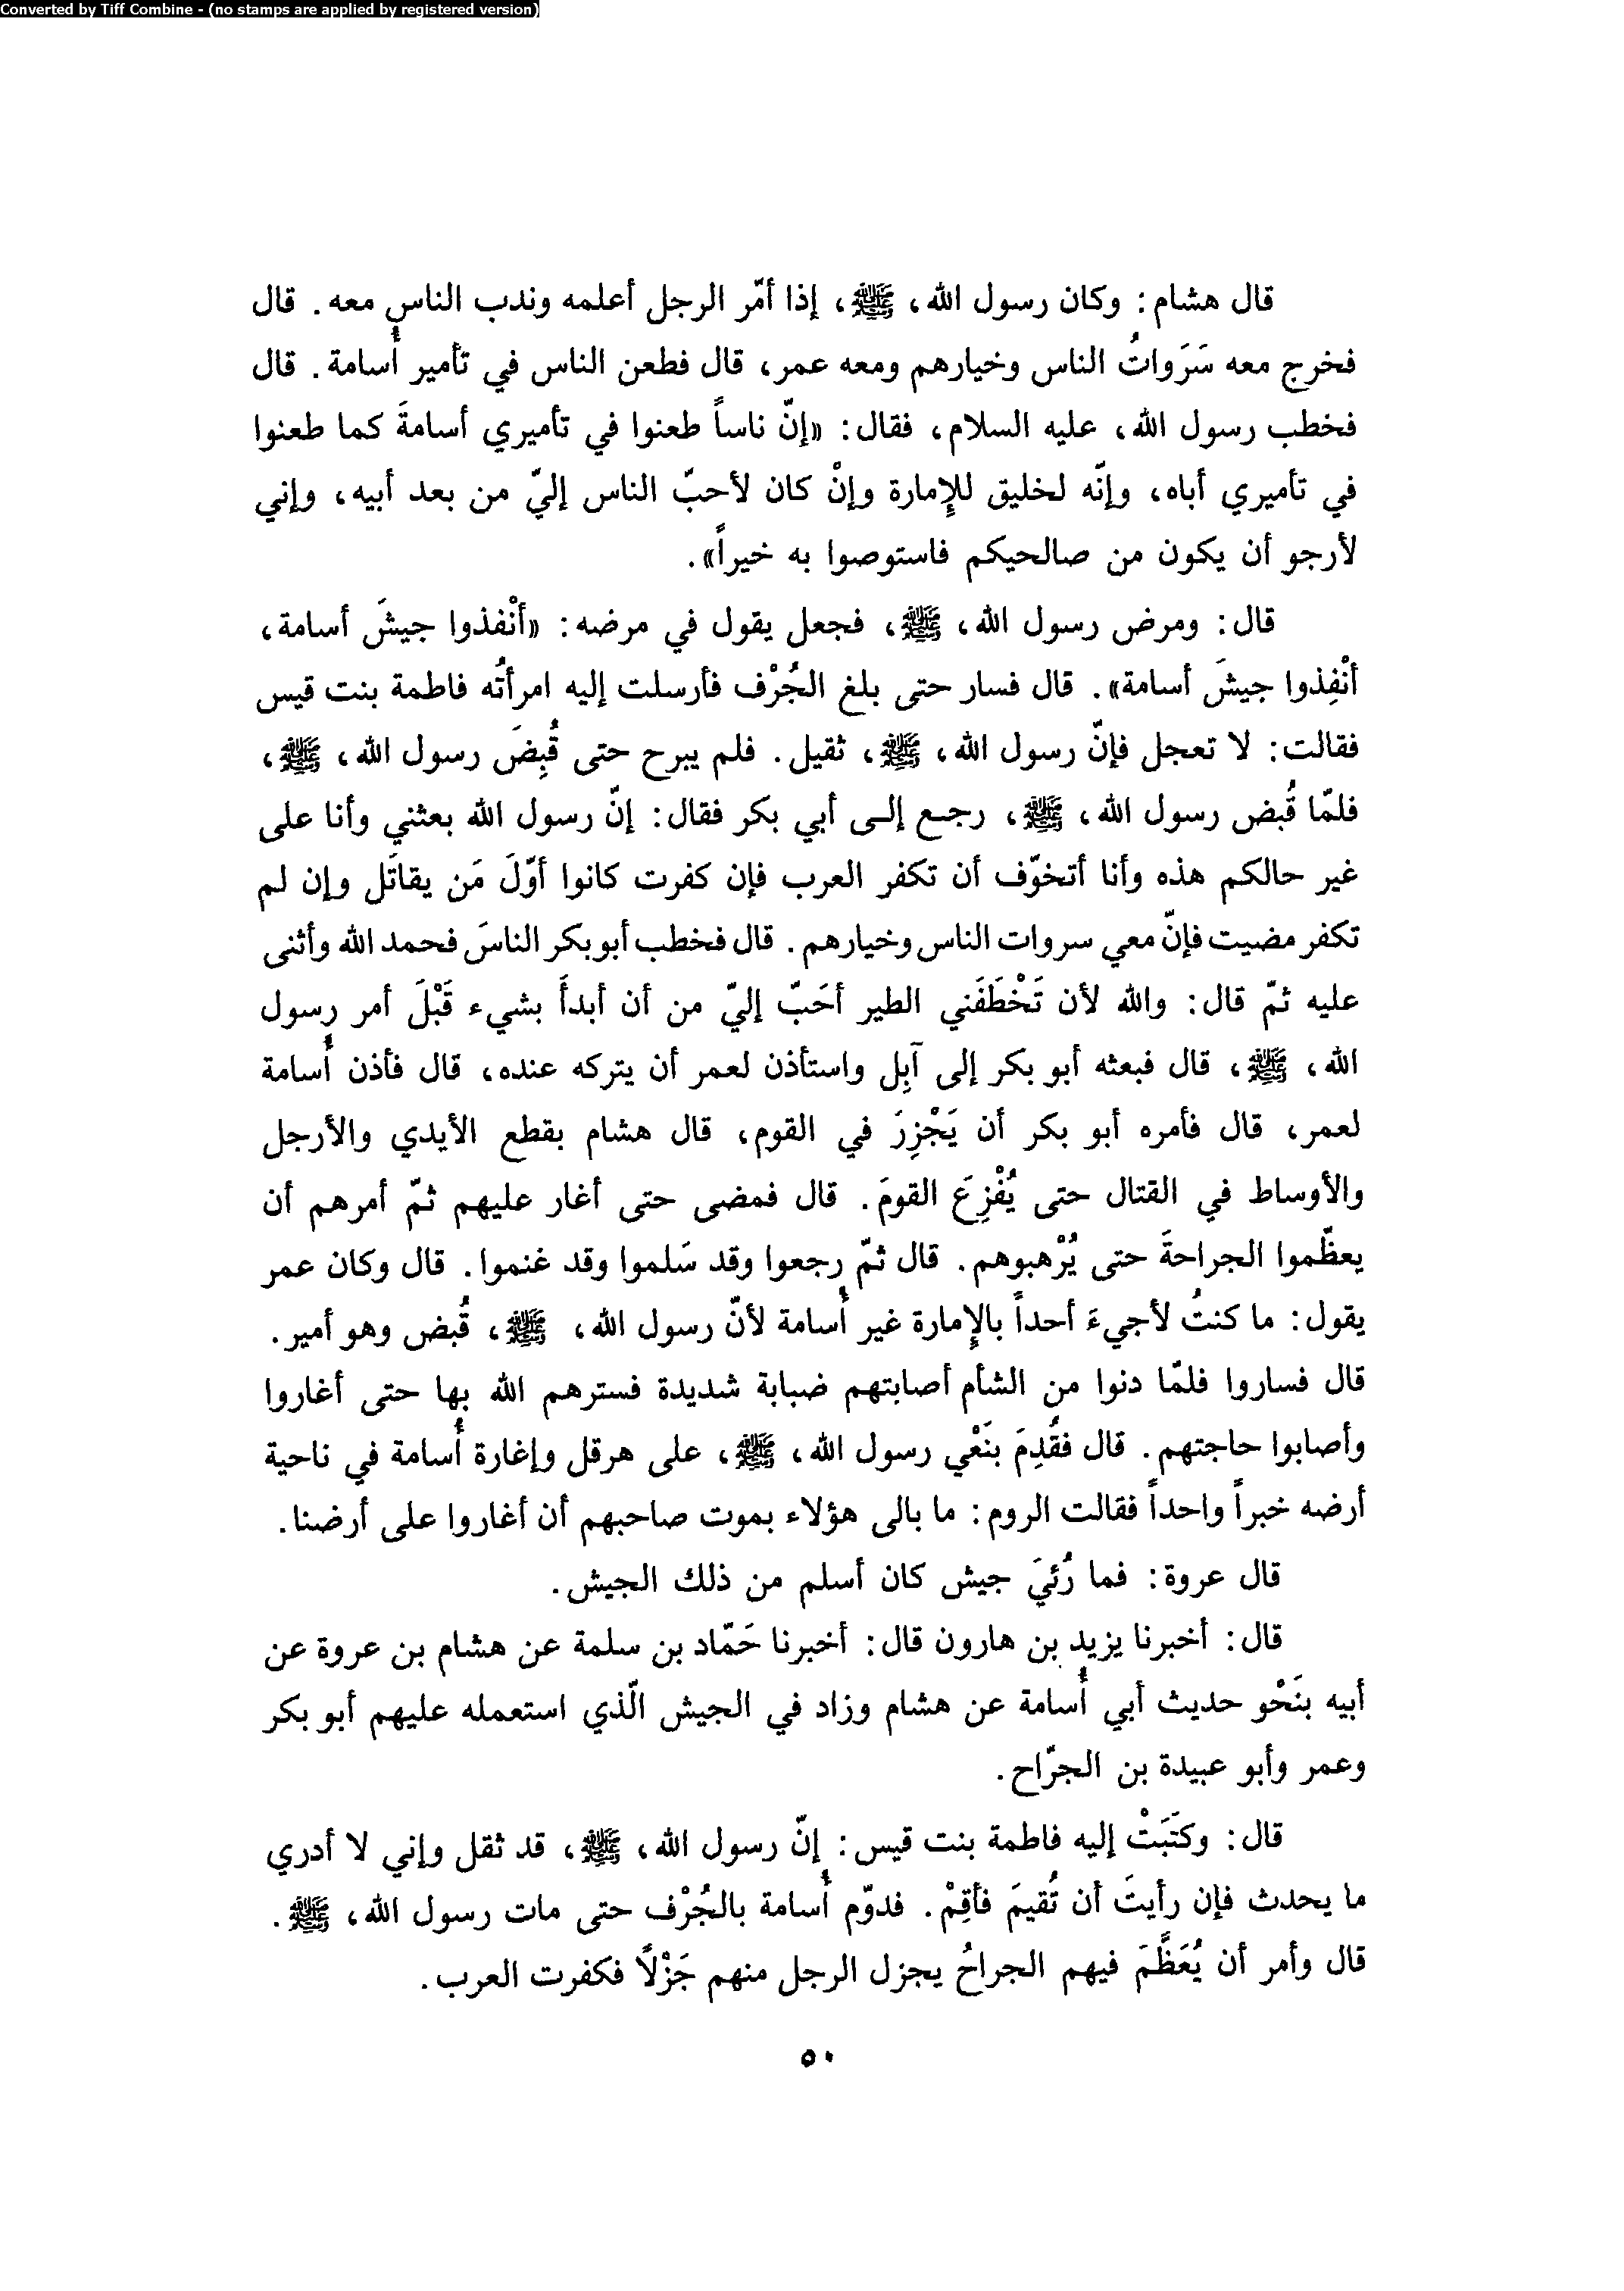 Converted by Tiff Combine - (no stamps are applied by registered version)
قال هشام: وكان رسول الله، ﷺ، إذا أمّر الرجل أعلمه وندب الناس معه. قال
فخرج معه سَرَواتُ الناس وخيارهم ومعه عمر، قال فطعن الناس في تأمير أُسامة. قال
فخطب رسول الله، عليه السلام، فقال: «إنّ ناساً طعنوا في تأميري أسامةَ كما طعنوا
في تأميري أباه، وإنّه لخليق للإِمارة وإنْ كان لأحبّ الناس إليّ من بعد أبيه، وإني
لأرجو أن يكون من صالحيكم فاستوصوا به خيراً».
قال: ومرض رسول الله، ﷺ، فجعل يقول في مرضه: «أنْفذوا جيشَ أسامة،
أنْفِذوا جيشَ أسامة». قال فسار حتى بلغ الجُرْف فأرسلت إليه امرأتُه فاطمة بنت قيس
فقالت: لا تعجل فإنّ رسول الله، ﷺ، ثقيل. فلم يبرح حتى قُبِضَ رسول الله، ﷺ،
فلمّا قُبض رسول الله، ﷺ، رجع إلى أبي بكر فقال: إنّ رسول الله بعثني وأنا على
غير حالكم هذه وأنا أتخوّف أن تكفر العرب فإن كفرت كانوا أوّلَ مَن يقاتَل وإن لم
تكفر مضيت فإنّ معي سروات الناس وخيارهم. قال فخطب أبو بكر الناسَ فحمد الله وأثنى
عليه ثمّ قال: والله لأن تَخْطَفَني الطير أحَبّ إليّ من أن أبدأَ بشيء قَبْلَ أمر رسول
الله، ﷺ، قال فبعثه أبو بكر إلى آبِل واستأذن لعمر أن يتركه عنده، قال فأذن أُسامة
لعمر، قال فأمره أبو بكر أن يَجْزِرَ في القوم، قال هشام بقطع الأيدي والأرجل
والأوساط في القتال حتى يُفْزِعَ القومَ. قال فمضى حتى أغار عليهم ثمّ أمرهم أن
يعظّموا الجراحةَ حتى يُرْهبوهم. قال ثمّ رجعوا وقد سَلموا وقد غنموا. قال وكان عمر
يقول: ما كنتُ لأجيءَ أحداً بالإِمارة غير أُسامة لأنّ رسول الله، ﷺ، قُبض وهو أمير.
قال فساروا فلمّا دنوا من الشأم أصابتهم ضبابة شديدة فسترهم الله بها حتى أغاروا
وأصابوا حاجتهم. قال فقُدِمَ بنَعْي رسول الله، ﷺ، على هرقل وإغارة أُسامة في ناحية
أرضه خبراً واحداً فقالت الروم: ما بالى هؤلاء بموت صاحبهم أن أغاروا على أرضنا.
قال عروة: فما رُئيَ جيش كان أسلم من ذلك الجيش.
قال: أخبرنا يزيد بن هارون قال: أخبرنا حَمّاد بن سلمة عن هشام بن عروة عن
أبيه بنَحْو حديث أبي أُسامة عن هشام وزاد في الجيش الّذي استعمله عليهم أبو بكر
وعمر وأبو عبيدة بن الجرّاح.
قال: وكتَبَتْ إليه فاطمة بنت قيس: إنّ رسول الله، ﷺ، قد ثقل وإني لا أدري
ما يحدث فإن رأيتَ أن تُقيمَ فأقِمْ. فدوّم أُسامة بالجُرْف حتى مات رسول الله، ﷺ.
قال وأمر أن يُعَظَّمَ فيهم الجراحُ يجزل الرجل منهم جَزْلاً فكفرت العرب.
٥٠